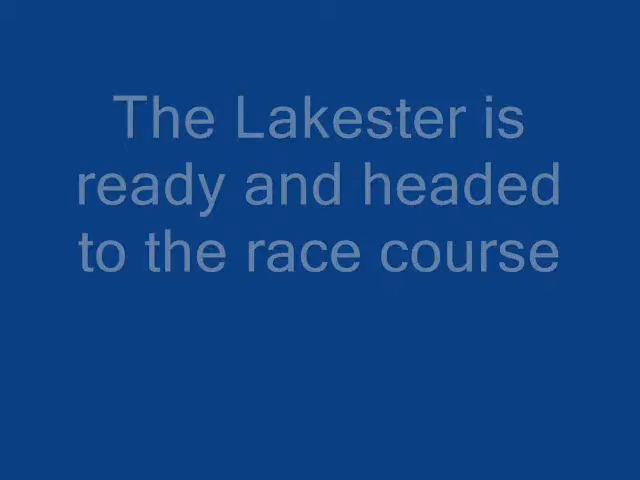 The Lakester is
ready and headed
to the race course